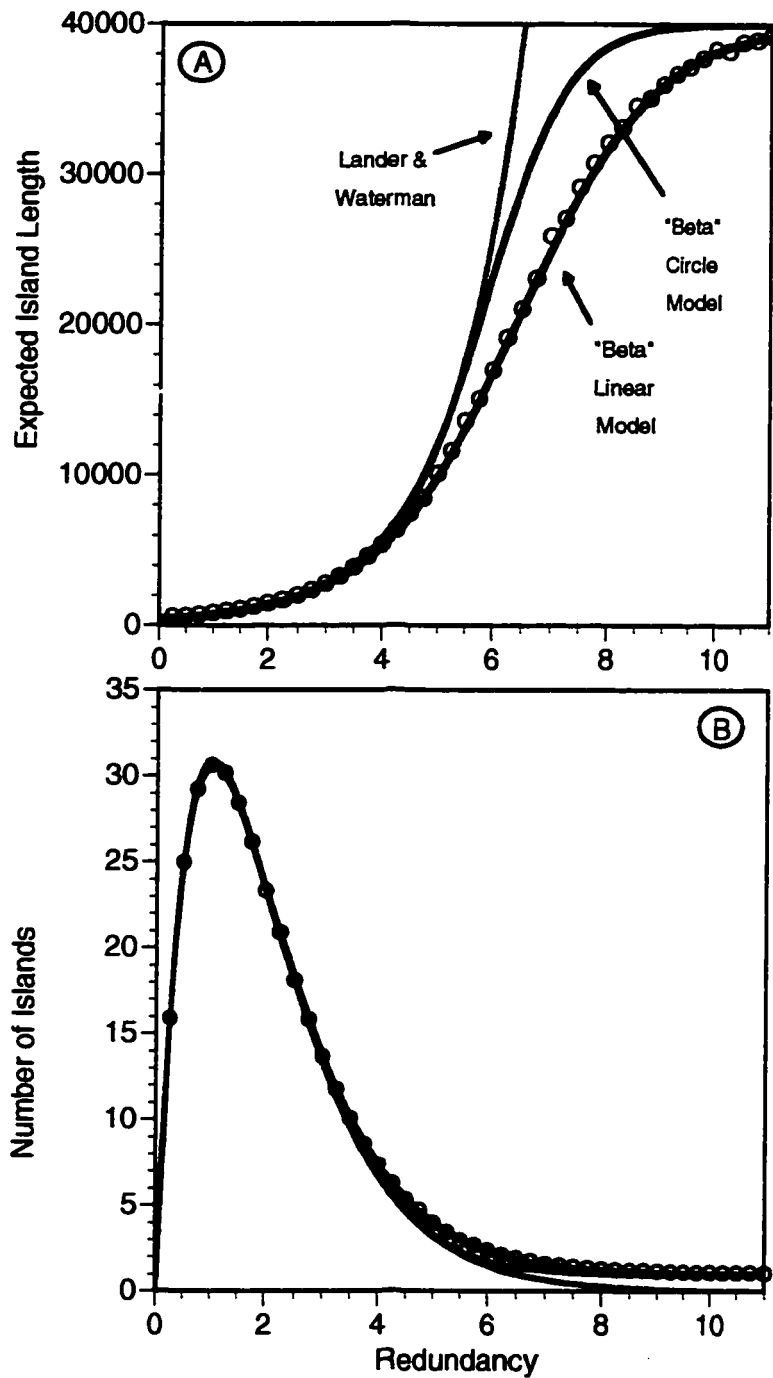 40000
A
Lander &
Waterman
30000
"Beta"
Circle
Model
20000
"Beta"
Linear
Model
10000
0
Expected Island Length
0 2 4 6 8 10
35
B
30
25
20
15
10
5
0
Number of Islands
0 2 4 6 8 10
Redundancy